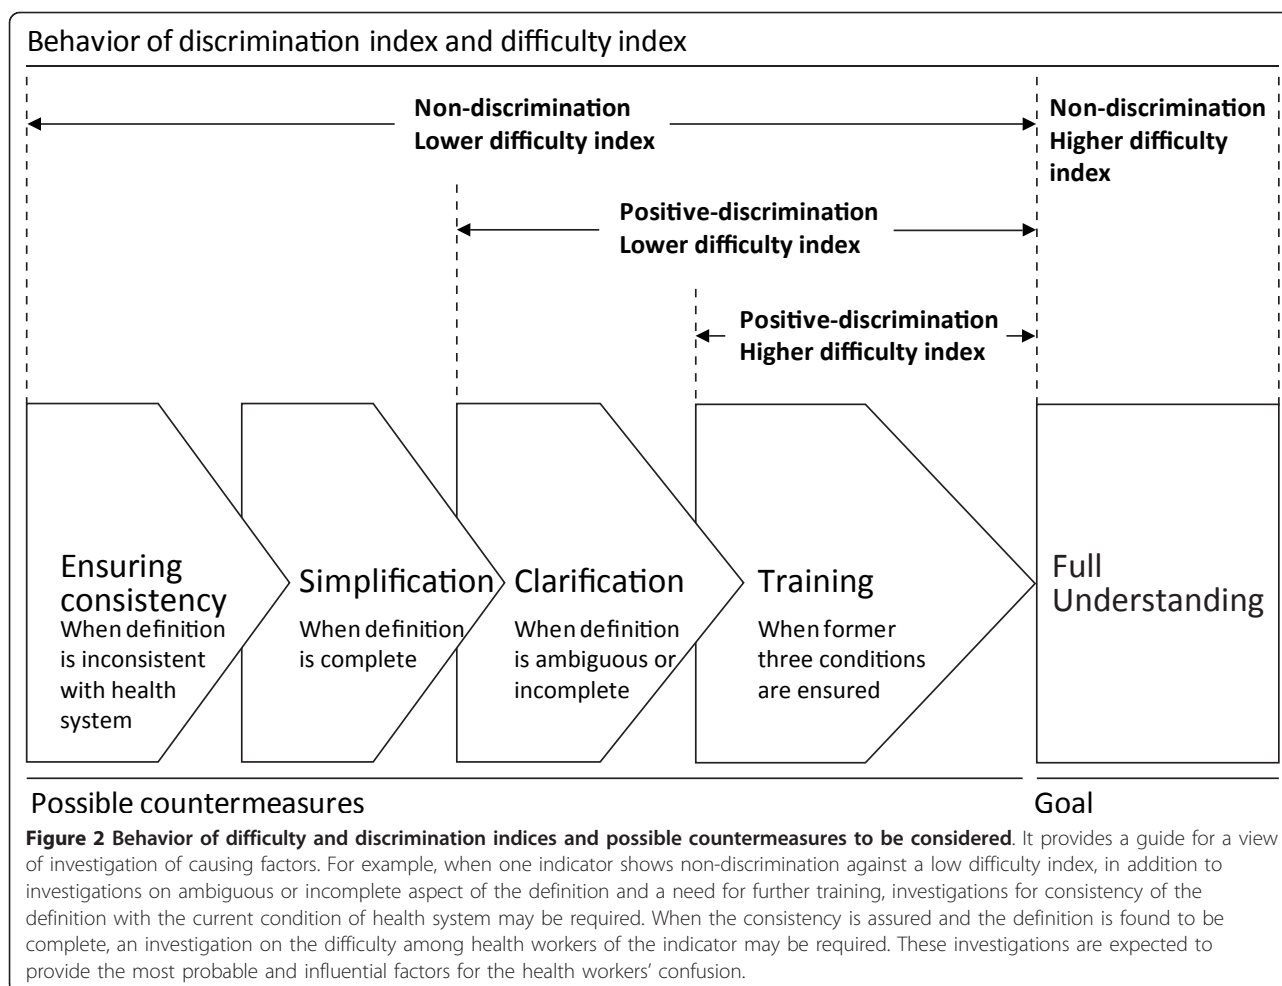 Behavior of discrimination index and difficulty index
Non-discrimination
Lower difficulty index
Non-discrimination
Higher difficulty
index
Positive-discrimination
Lower difficulty index
Positive-discrimination
Higher difficulty index
Ensuring
consistency
When definition
is inconsistent
with health
system
Simplification
When definition
is complete
Clarification
When definition
is ambiguous or
incomplete
Training
When former
three conditions
are ensured
Full
Understanding
Possible countermeasures
Goal
Figure 2 Behavior of difficulty and discrimination indices and possible countermeasures to be considered. It provides a guide for a view
of investigation of causing factors. For example, when one indicator shows non-discrimination against a low difficulty index, in addition to
investigations on ambiguous or incomplete aspect of the definition and a need for further training, investigations for consistency of the
definition with the current condition of health system may be required. When the consistency is assured and the definition is found to be
complete, an investigation on the difficulty among health workers of the indicator may be required. These investigations are expected to
provide the most probable and influential factors for the health workers' confusion.